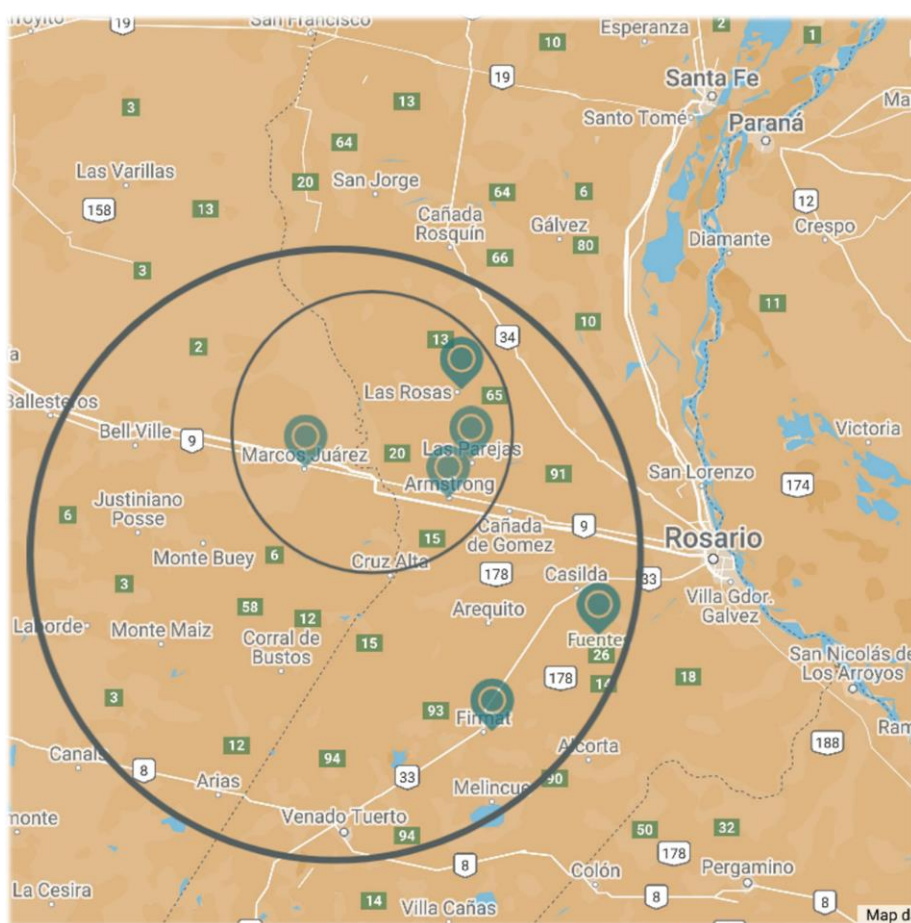 19
San Francisco
Esperanza
2
1
10
19
Santa Fe
3
13
Santo Tomé
Paraná
Ma
64
Las Varillas
20
San Jorge
64
6
158
13
Cañada
Rosquín
12
Gálvez
80
Diamante
Crespo
66
3
11
10
2
13
34
Las Rosas
65
Ballesteros
Bell Ville
9
Marcos Juárez
20
Las Parejas
Armstrong
91
Victoria
San Lorenzo
174
Justiniano
Posse
6
Cañada
de Gomez
9
15
Rosario
Monte Buey
6
Cruz Alta
178
Casilda
33
3
58
12
Arequito
Villa Gdor.
Galvez
Laborde
Monte Maiz
Corral de
Bustos
15
Fuentes
26
San Nicolás de
Los Arroyos
3
178
14
18
93
Firmat
Ram
12
94
Alcorta
188
Canals
8
33
90
Arias
Melincue
monte
Venado Tuerto
94
50
32
178
8
Colón
Pergamino
La Cesira
14
Villa Cañas
8
8
Map d